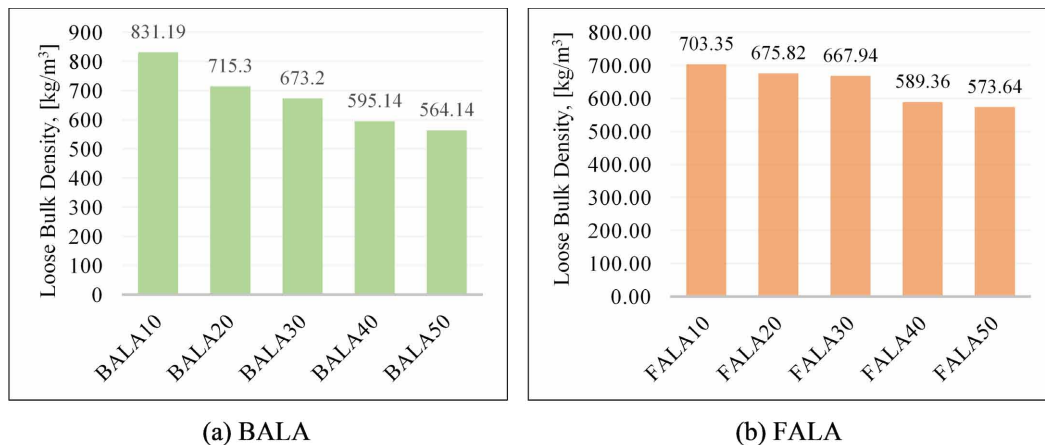 Loose Bulk Density, [kg/m³]
900
800
700
600
500
400
300
200
100
0
831.19
715.3
673.2
595.14
564.14
BALA10
BALA20
BALA30
BALA40
BALA50
(a) BALA
Loose Bulk Density, [kg/m³]
800.00
700.00
600.00
500.00
400.00
300.00
200.00
100.00
0.00
703.35
675.82
667.94
589.36
573.64
FALA10
FALA20
FALA30
FALA40
FALA50
(b) FALA